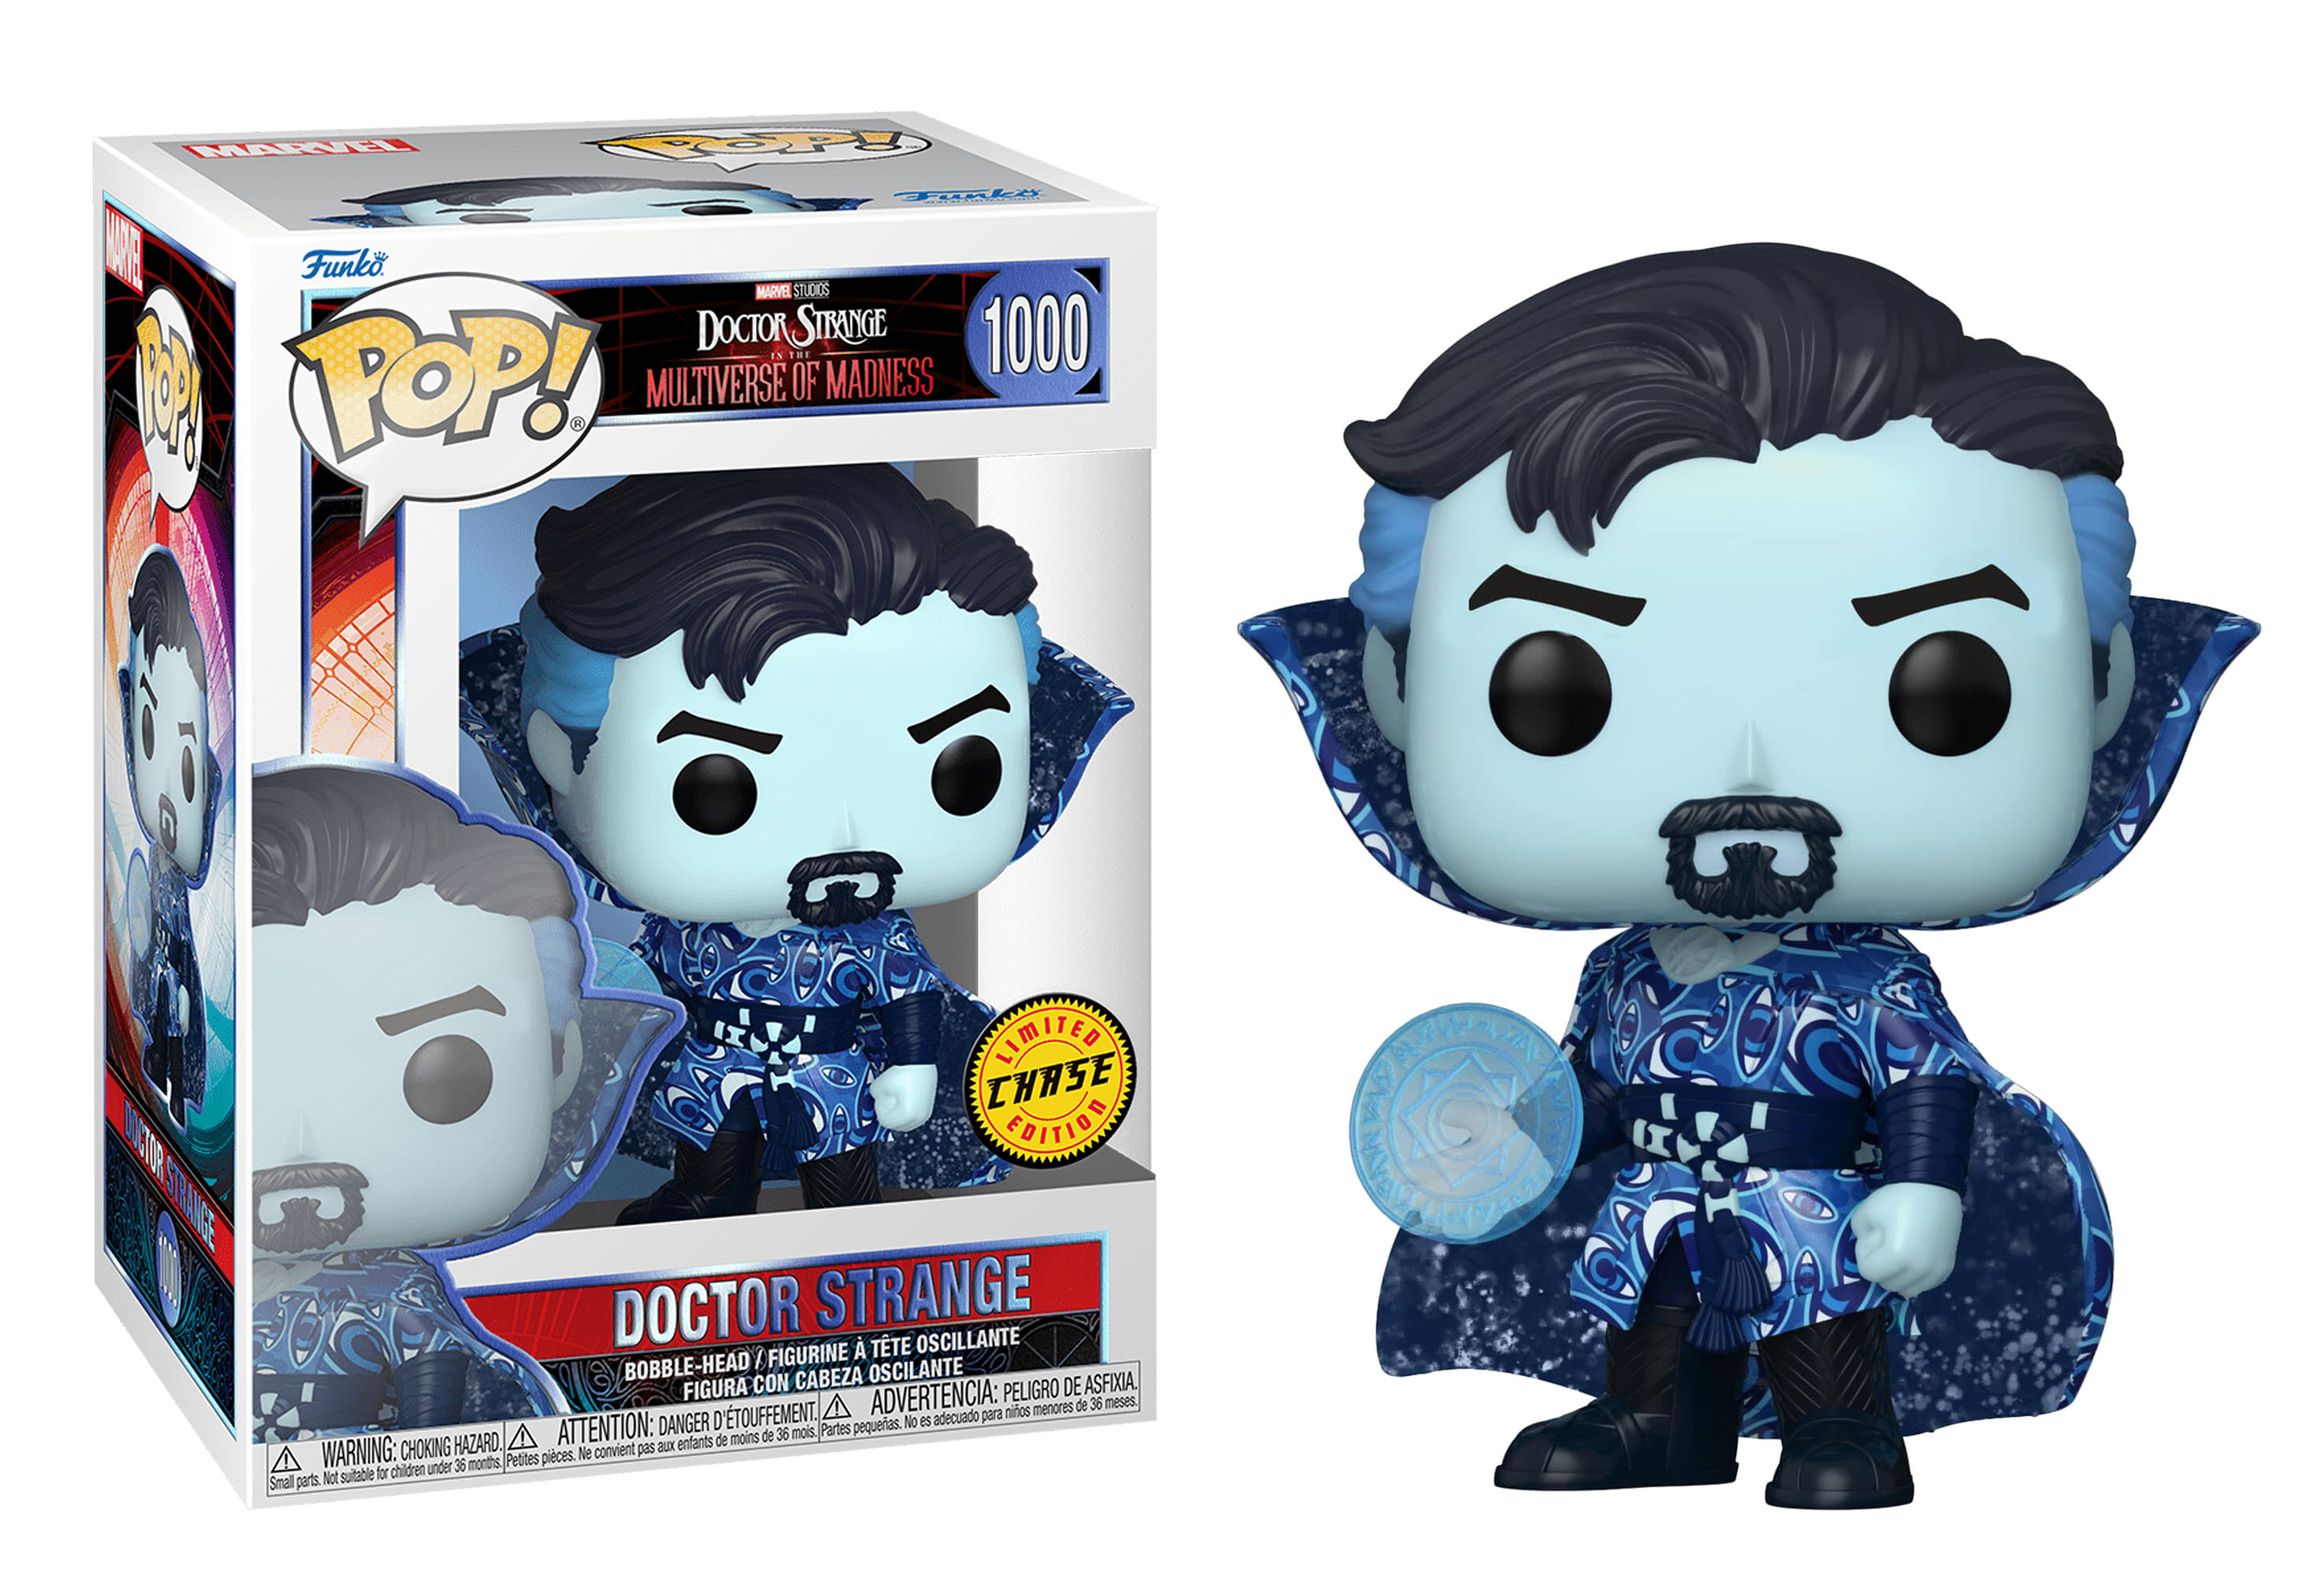 MARVEL
POP!
Funko
www.funko.com
MARVEL
POP!
DOCTOR STRANGE
1000
Funko
POP!®
MARVEL STUDIOS
DOCTOR STRANGE
IN THE
MULTIVERSE OF MADNESS
1000
LIMITED
CHASE
EDITION
DOCTOR STRANGE
BOBBLE-HEAD / FIGURINE À TÊTE OSCILLANTE
FIGURA CON CABEZA OSCILANTE
WARNING: CHOKING HAZARD.
Small parts. Not suitable for children under 36 months.
ATTENTION: DANGER D'ÉTOUFFEMENT.
Petites pièces. Ne convient pas aux enfants de moins de 36 mois.
ADVERTENCIA: PELIGRO DE ASFIXIA.
Partes pequeñas. No es adecuado para niños menores de 36 meses.